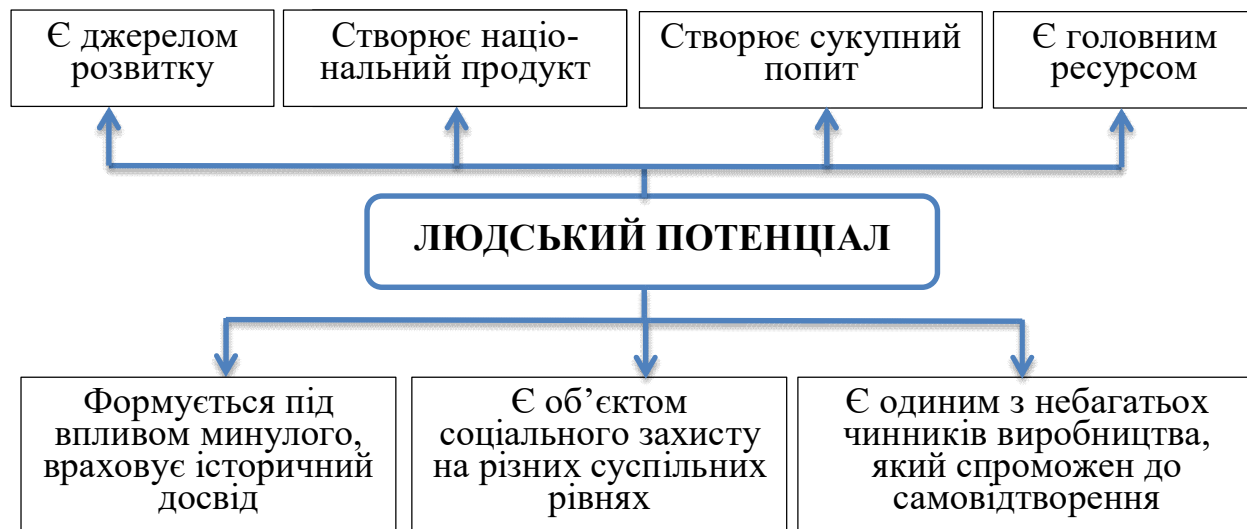 Є джерелом
розвитку
Створює націо-
нальний продукт
Створює сукупний
попит
Є головним
ресурсом
ЛЮДСЬКИЙ ПОТЕНЦІАЛ
Формується під
впливом минулого,
враховує історичний
досвід
Є об’єктом
соціального захисту
на різних суспільних
рівнях
Є одиним з небагатьох
чинників виробництва,
який спроможен до
самовідтворення